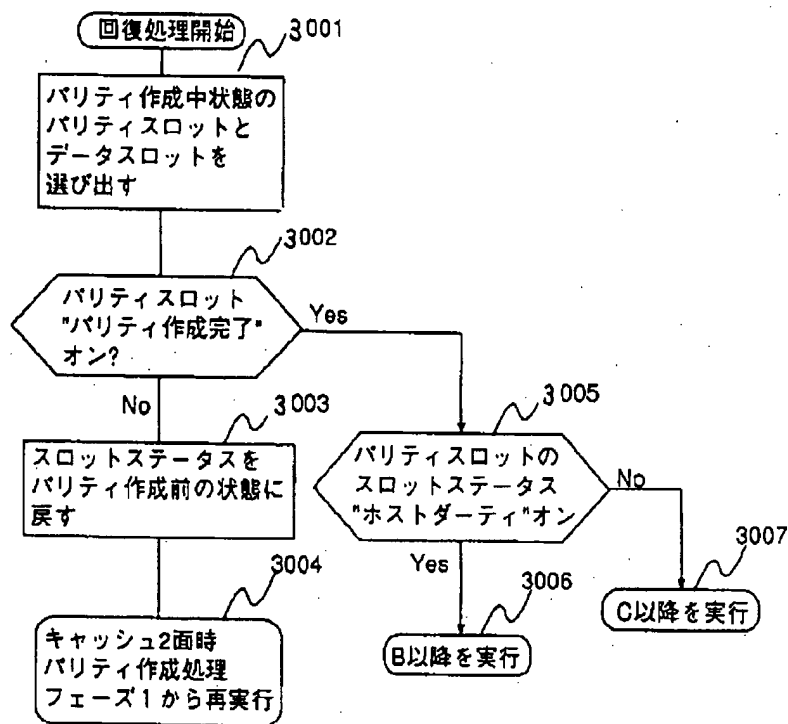 回復処理開始
3001
パリティ作成中状態の
パリティスロットと
データスロットを
選び出す
3002
パリティスロット
"パリティ作成完了"
オン?
Yes
No
3003
スロットステータスを
パリティ作成前の状態に
戻す
3004
キャッシュ2面時
パリティ作成処理
フェーズ1から再実行
3005
パリティスロットの
スロットステータス
"ホストダーティ"オン
No
Yes
3006
B以降を実行
3007
C以降を実行